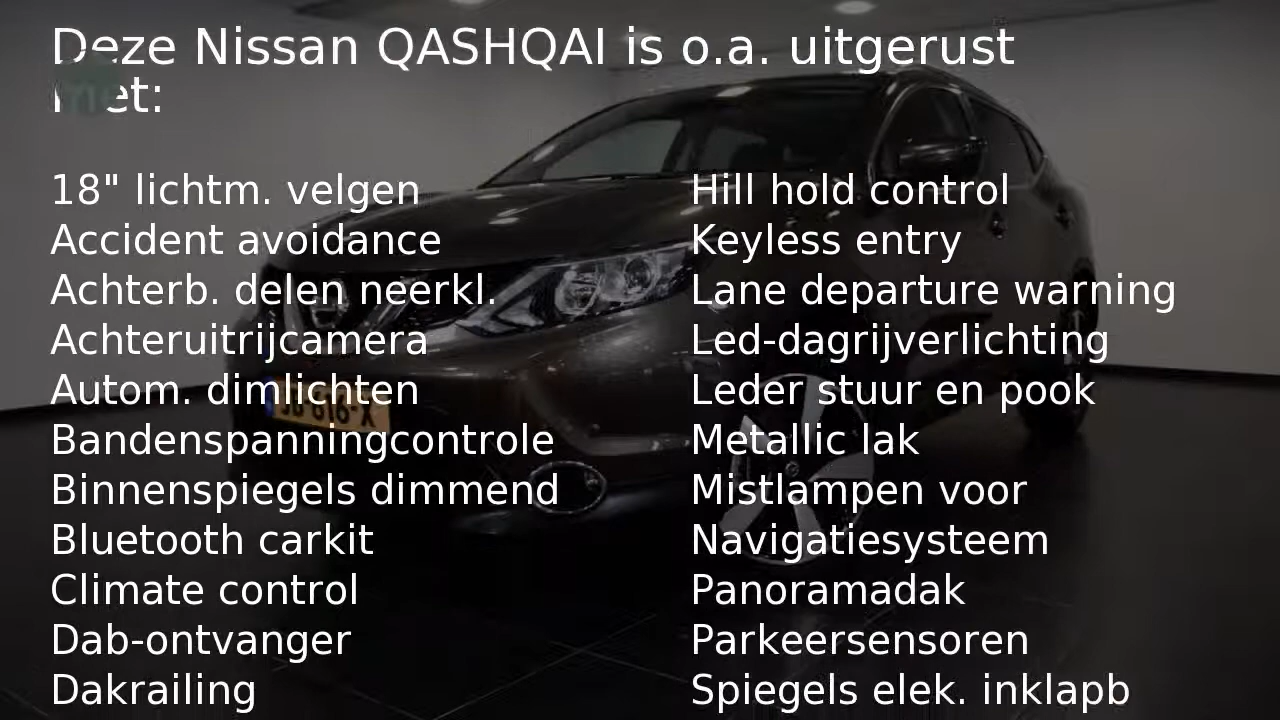 Deze Nissan QASHQAI is o.a. uitgerust
met:
18" lichtm. velgen
Accident avoidance
Achterb. delen neerkl.
Achteruitrijcamera
Autom. dimlichten
Bandenspanningcontrole
Binnenspiegels dimmend
Bluetooth carkit
Climate control
Dab-ontvanger
Dakrailing
Hill hold control
Keyless entry
Lane departure warning
Led-dagrijverlichting
Leder stuur en pook
Metallic lak
Mistlampen voor
Navigatiesysteem
Panoramadak
Parkeersensoren
Spiegels elek. inklapb